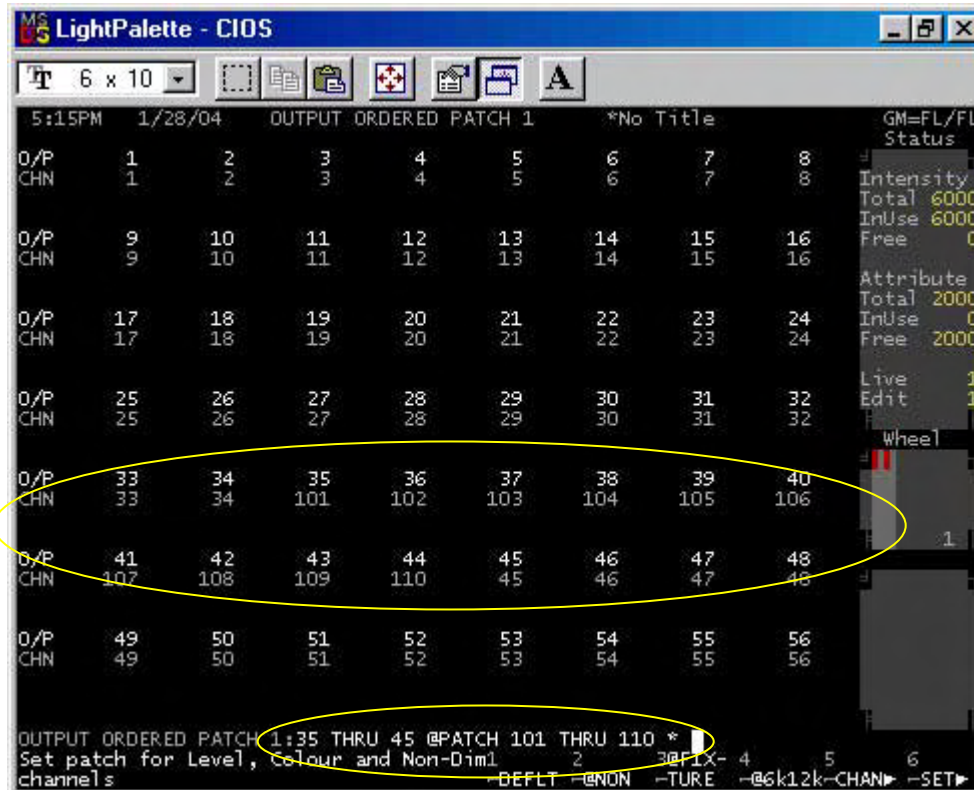 LightPalette - CIOS
6 x 10
5:15PM 1/28/04 OUTPUT ORDERED PATCH 1 *No Title GM=FL/FL
Status
O/P 1 2 3 4 5 6 7 8
CHN 1 2 3 4 5 6 7 8
Intensity
Total 6000
InUse 6000
O/P 9 10 11 12 13 14 15 16 Free 0
CHN 9 10 11 12 13 14 15 16
Attribute
Total 2000
O/P 17 18 19 20 21 22 23 24 InUse 0
CHN 17 18 19 20 21 22 23 24 Free 2000
Live 1
O/P 25 26 27 28 29 30 31 32 Edit 1
CHN 25 26 27 28 29 30 31 32
Wheel
O/P 33 34 35 36 37 38 39 40
CHN 33 34 101 102 103 104 105 106
1
O/P 41 42 43 44 45 46 47 48
CHN 107 108 109 110 45 46 47 48
O/P 49 50 51 52 53 54 55 56
CHN 49 50 51 52 53 54 55 56
OUTPUT ORDERED PATCH 1:35 THRU 45 @PATCH 101 THRU 110 *
Set patch for Level, Colour and Non-Dim1 2 3@FIX- 4 5 6
channels DEFLT @NON TURE @6k12k CHAN SET